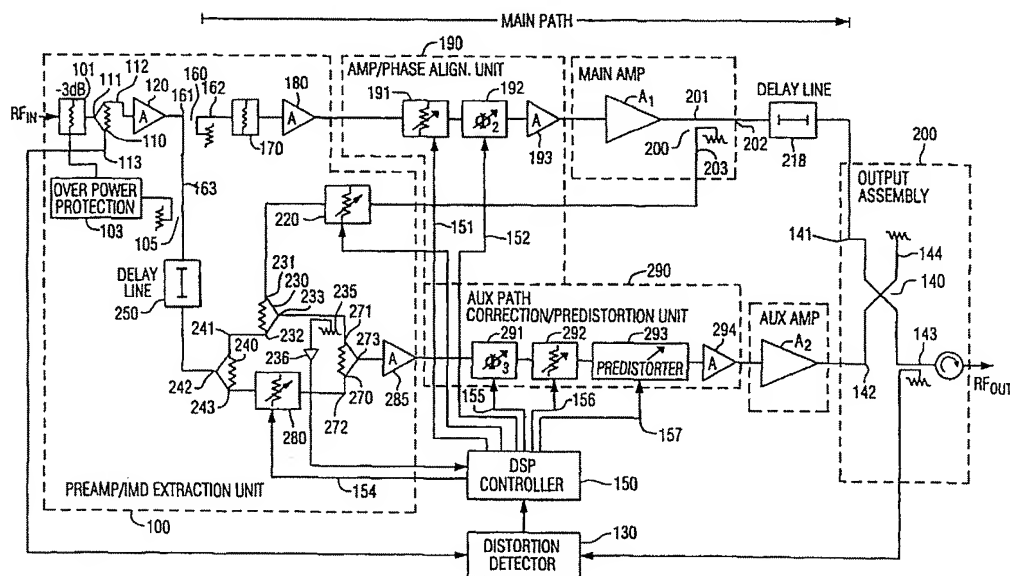 MAIN PATH
190
-3dB
101
111
112
120
160
161
162
180
AMP/PHASE ALIGN. UNIT
MAIN AMP
191
192
A1
201
DELAY LINE
RFIN
A
A
Φ2
A
200
202
218
200
110
113
170
193
203
OUTPUT
ASSEMBLY
OVER POWER
PROTECTION
103
163
105
220
151
152
141
144
140
DELAY
LINE
250
231
230
233
235
271
290
AUX PATH
CORRECTION/PREDISTORTION UNIT
241
240
232
236
273
291
292
293
294
AUX AMP
A2
143
242
243
A
Φ3
PREDISTORTER
A
142
RFOUT
280
270
272
285
155
156
157
154
DSP
CONTROLLER
150
PREAMP/IMD EXTRACTION UNIT
100
130
DISTORTION
DETECTOR